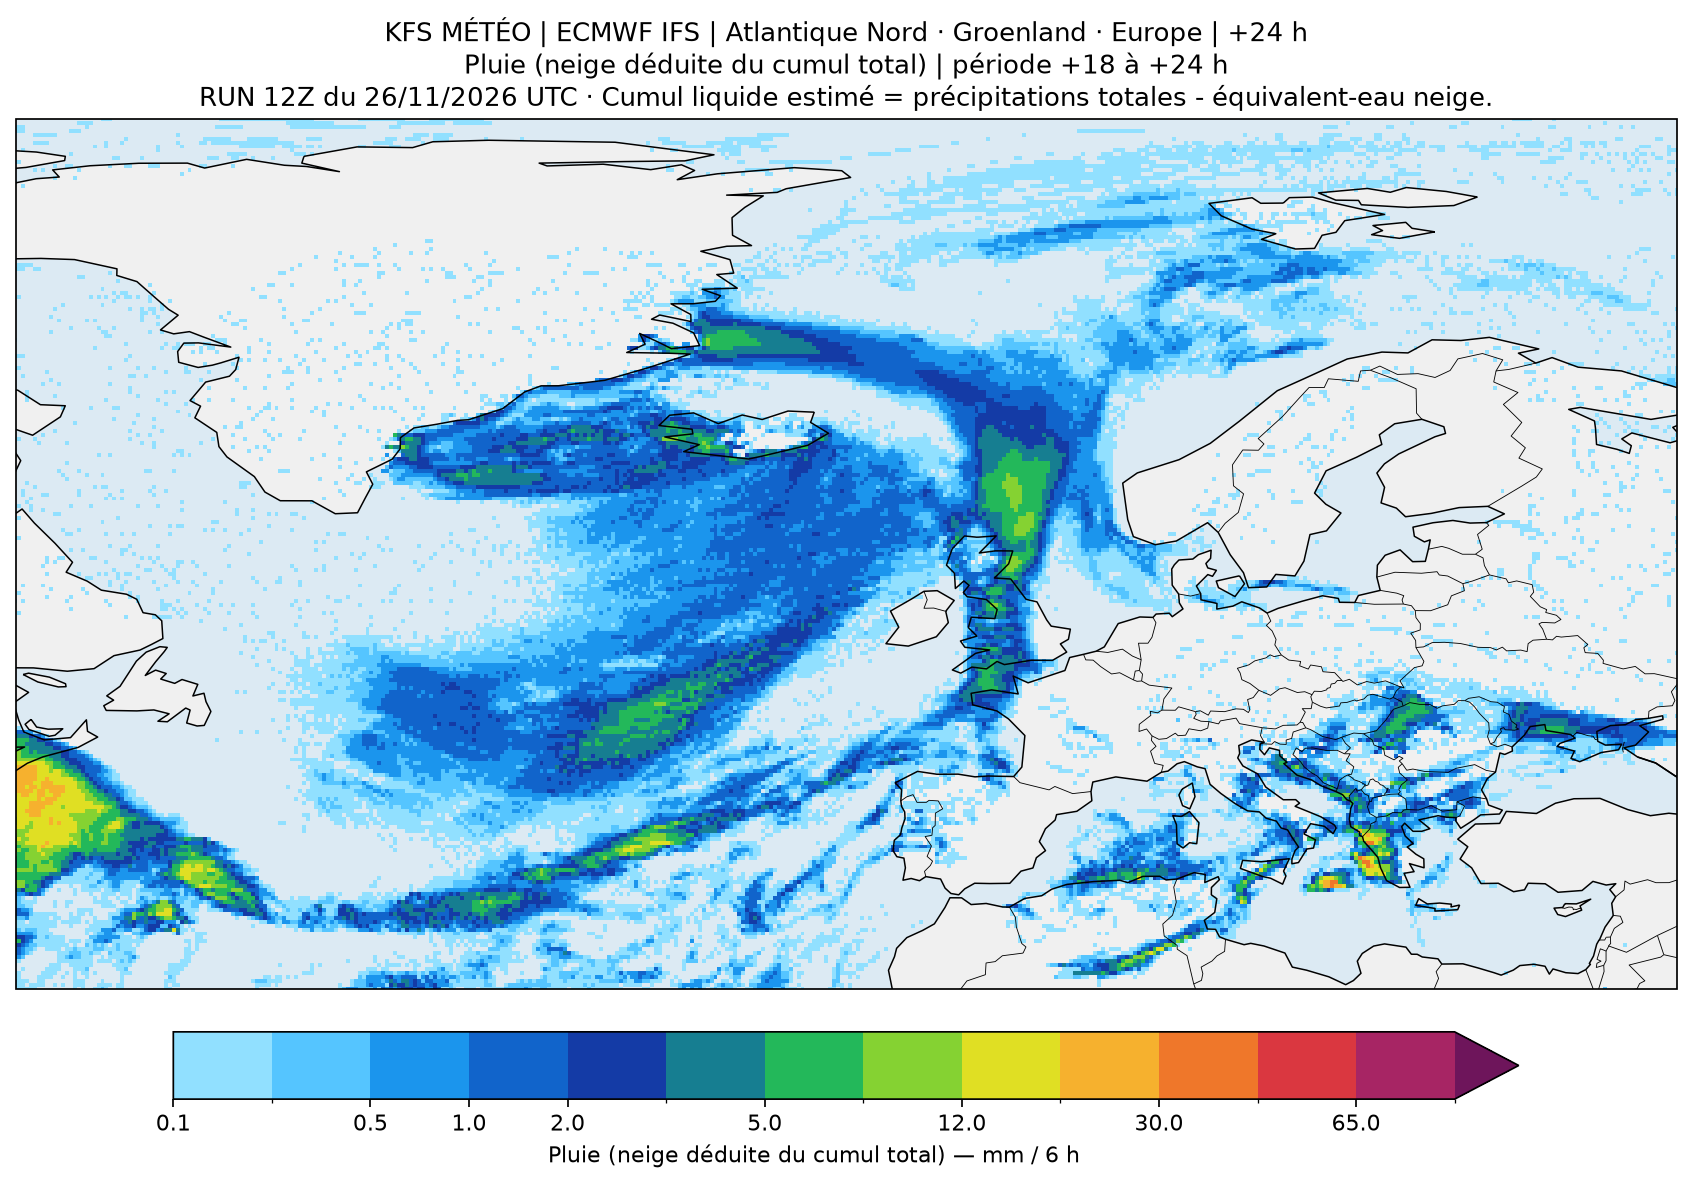 KFS MÉTÉO | ECMWF IFS | Atlantique Nord · Groenland · Europe | +24 h
Pluie (neige déduite du cumul total) | période +18 à +24 h
RUN 12Z du 26/11/2026 UTC · Cumul liquide estimé = précipitations totales - équivalent-eau neige.
0.1 0.5 1.0 2.0 5.0 12.0 30.0 65.0
Pluie (neige déduite du cumul total) — mm / 6 h